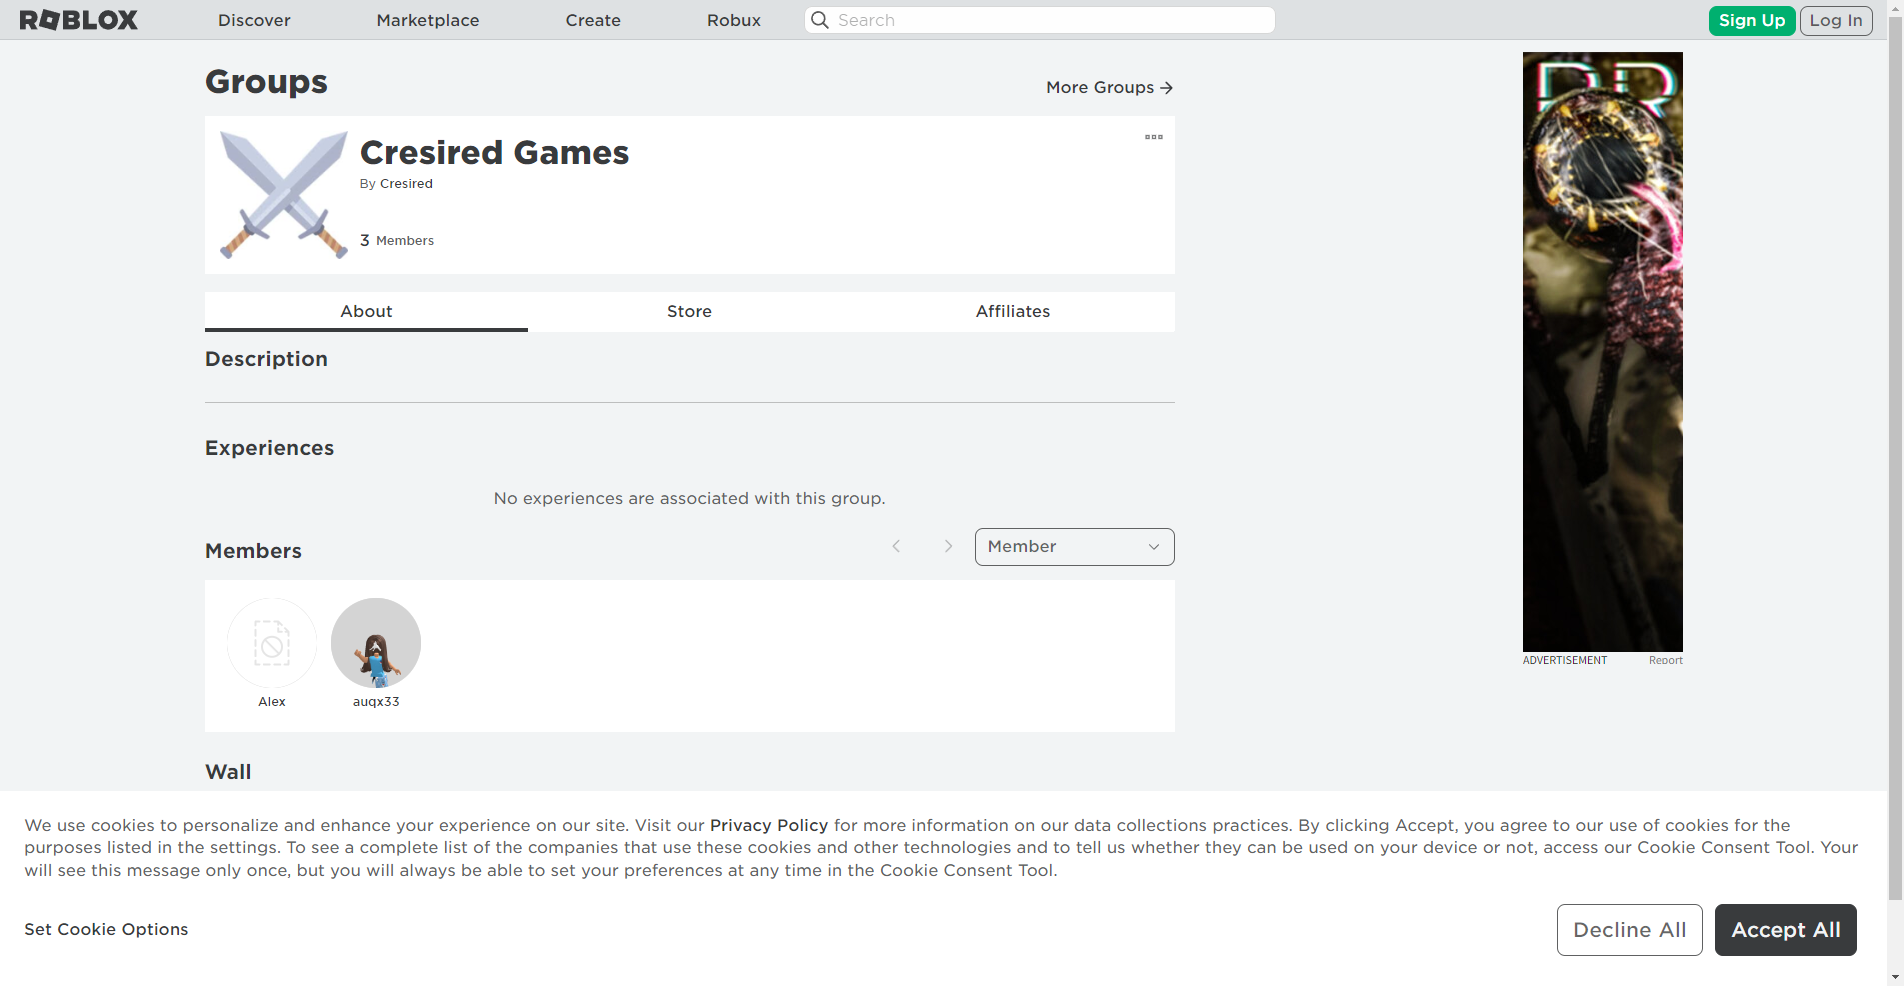 ROBLOX Discover Marketplace Create Robux Search Sign Up Log In
Groups
More Groups
Cresired Games
By Cresired
3 Members
About Store Affiliates
Description
Experiences
No experiences are associated with this group.
Members
Member
Alex auqx33
Wall
ADVERTISEMENT Report
We use cookies to personalize and enhance your experience on our site. Visit our Privacy Policy for more information on our data collections practices. By clicking Accept, you agree to our use of cookies for the
purposes listed in the settings. To see a complete list of the companies that use these cookies and other technologies and to tell us whether they can be used on your device or not, access our Cookie Consent Tool. Your
will see this message only once, but you will always be able to set your preferences at any time in the Cookie Consent Tool.
Set Cookie Options
Decline All
Accept All